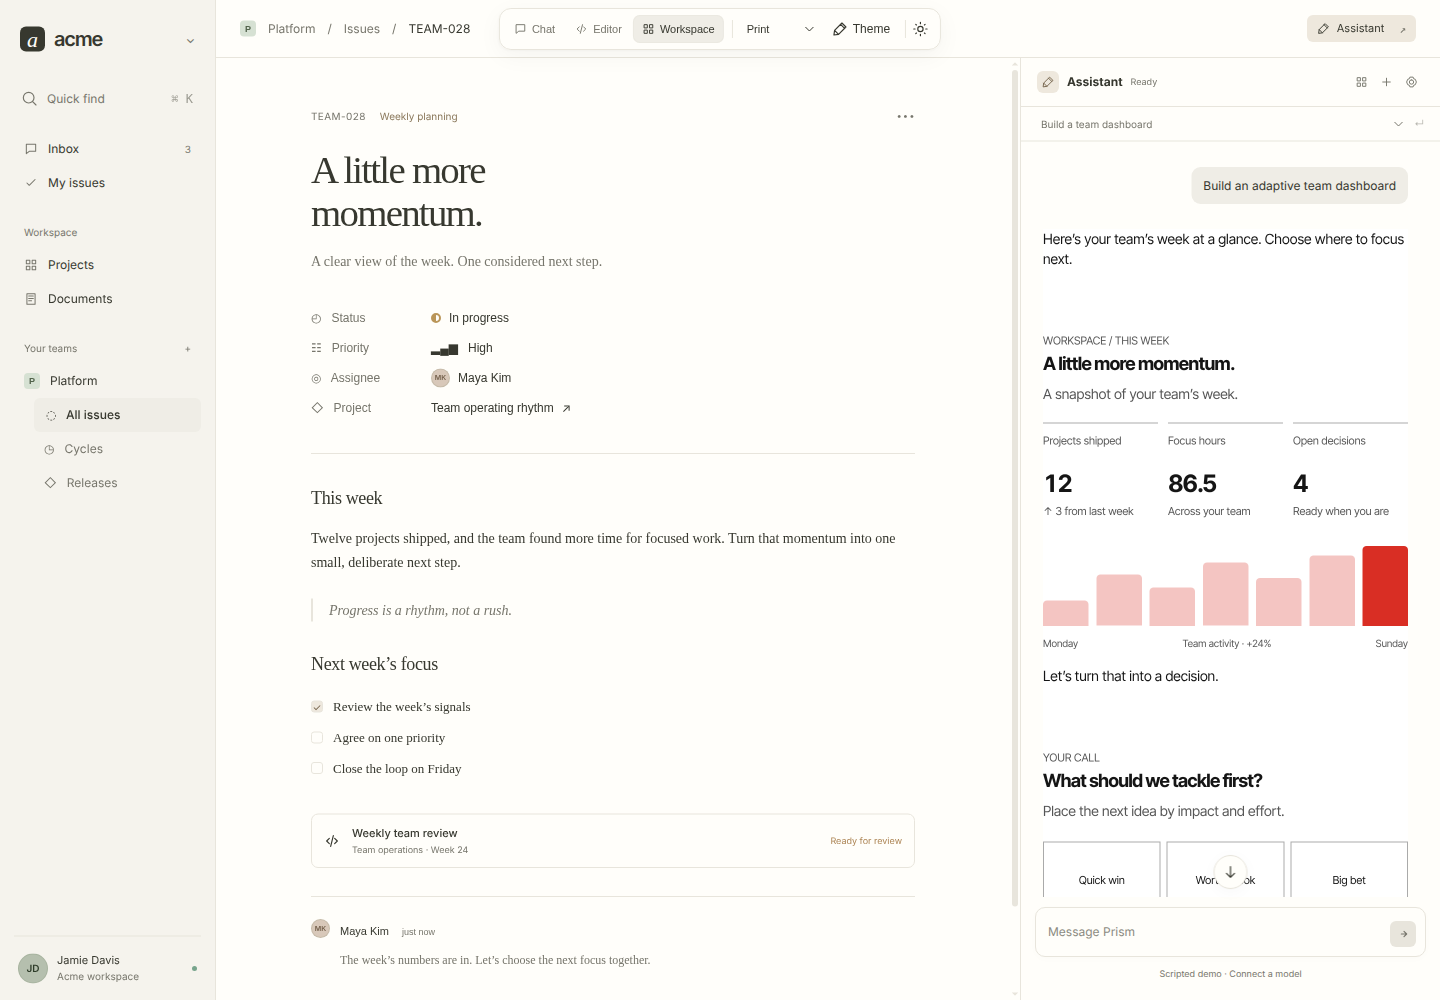 a acme
Quick find ⌘ K
Inbox 3
My issues
Workspace
Projects
Documents
Your teams +
P Platform
All issues
Cycles
Releases
JD Jamie Davis
Acme workspace
P Platform / Issues / TEAM-028
Chat Editor Workspace Print Theme
Assistant ↗
TEAM-028 Weekly planning
A little more
momentum.
A clear view of the week. One considered next step.
Status In progress
Priority High
Assignee MK Maya Kim
Project Team operating rhythm ↗
This week
Twelve projects shipped, and the team found more time for focused work. Turn that momentum into one
small, deliberate next step.
Progress is a rhythm, not a rush.
Next week’s focus
Review the week’s signals
Agree on one priority
Close the loop on Friday
Weekly team review
Team operations · Week 24
Ready for review
MK Maya Kim just now
The week’s numbers are in. Let’s choose the next focus together.
Assistant Ready
Build a team dashboard
Build an adaptive team dashboard
Here’s your team’s week at a glance. Choose where to focus
next.
WORKSPACE / THIS WEEK
A little more momentum.
A snapshot of your team’s week.
Projects shipped Focus hours Open decisions
12 86.5 4
↑ 3 from last week Across your team Ready when you are
Monday Team activity · +24% Sunday
Let’s turn that into a decision.
YOUR CALL
What should we tackle first?
Place the next idea by impact and effort.
Quick win Big bet
Message Prism
Scripted demo · Connect a model